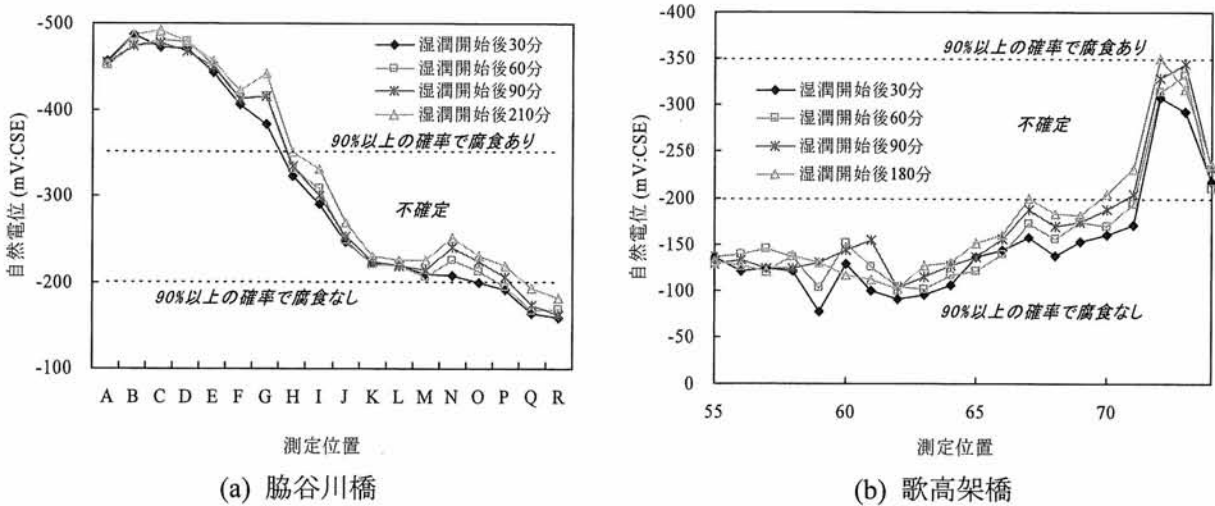 -500
-400
-300
-200
-100
自然電位 (mV:CSE)
湿潤開始後30分
湿潤開始後60分
湿潤開始後90分
湿潤開始後210分
90%以上の確率で腐食あり
不確定
90%以上の確率で腐食なし
A B C D E F G H I J K L M N O P Q R
測定位置
(a) 脇谷川橋
-400
-350
-300
-250
-200
-150
-100
-50
0
自然電位 (mV:CSE)
90%以上の確率で腐食あり
湿潤開始後30分
湿潤開始後60分
湿潤開始後90分
湿潤開始後180分
不確定
90%以上の確率で腐食なし
55 60 65 70
測定位置
(b) 歌高架橋